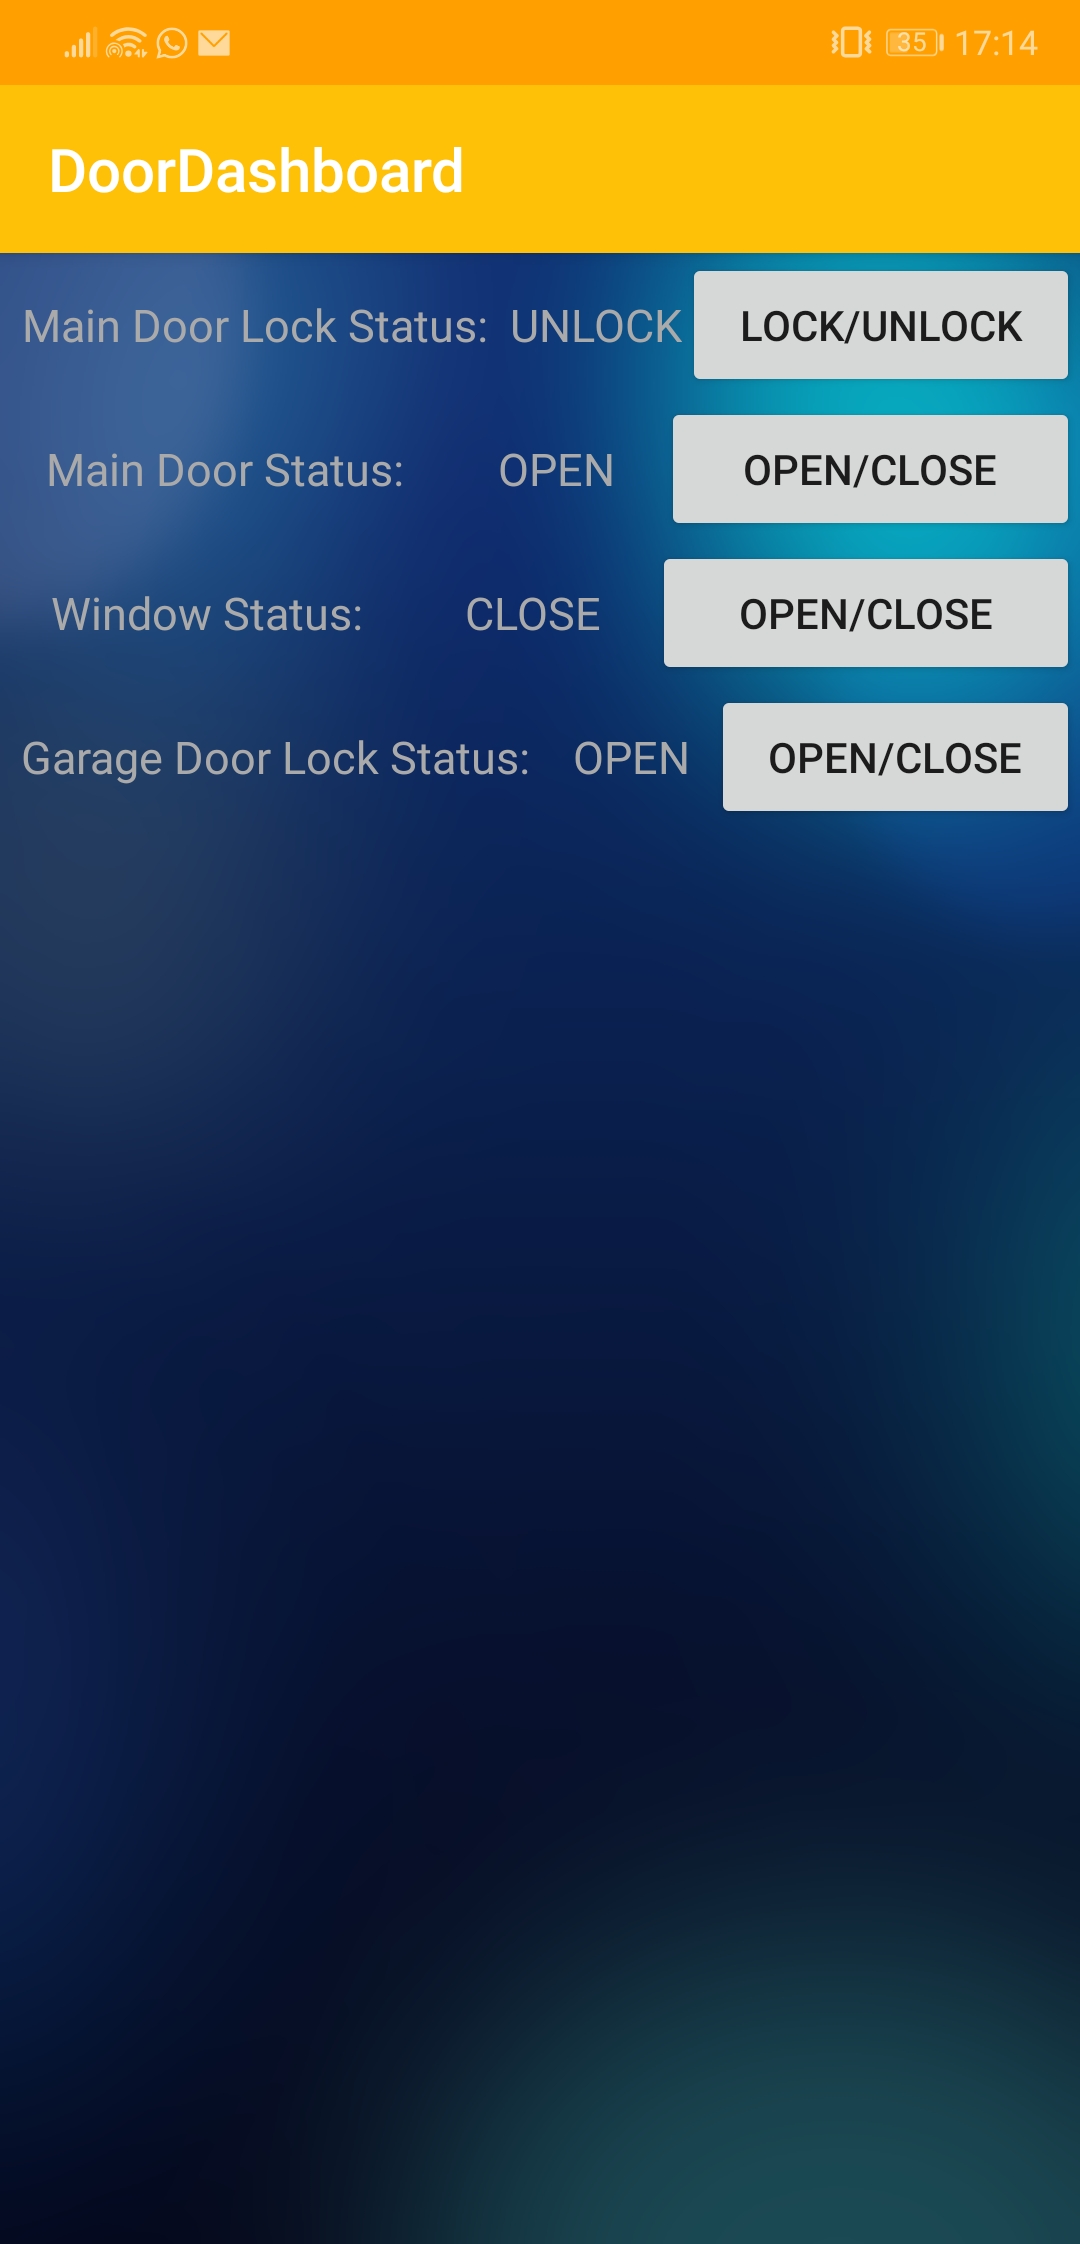 35 17:14
DoorDashboard
Main Door Lock Status: UNLOCK LOCK/UNLOCK
Main Door Status: OPEN OPEN/CLOSE
Window Status: CLOSE OPEN/CLOSE
Garage Door Lock Status: OPEN OPEN/CLOSE